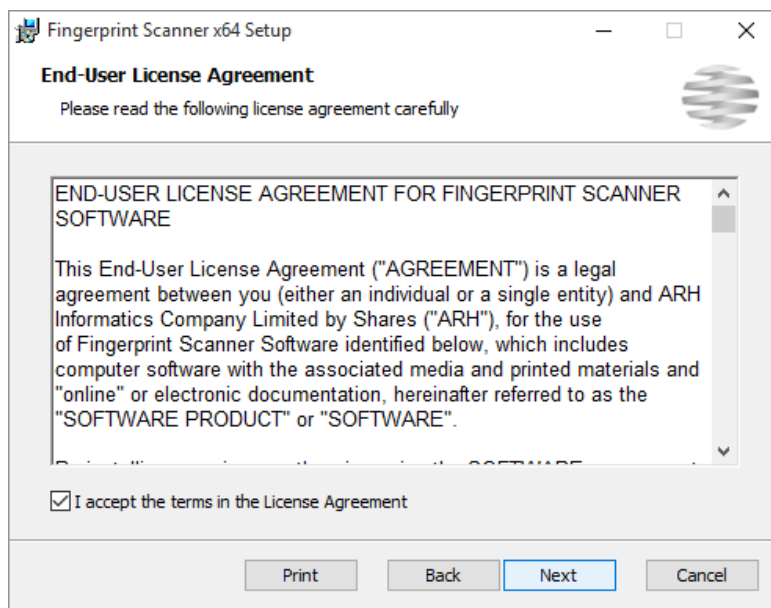 Fingerprint Scanner x64 Setup
End-User License Agreement
Please read the following license agreement carefully
END-USER LICENSE AGREEMENT FOR FINGERPRINT SCANNER
SOFTWARE
This End-User License Agreement ("AGREEMENT") is a legal
agreement between you (either an individual or a single entity) and ARH
Informatics Company Limited by Shares ("ARH"), for the use
of Fingerprint Scanner Software identified below, which includes
computer software with the associated media and printed materials and
"online" or electronic documentation, hereinafter referred to as the
"SOFTWARE PRODUCT" or "SOFTWARE".
I accept the terms in the License Agreement
Print
Back
Next
Cancel